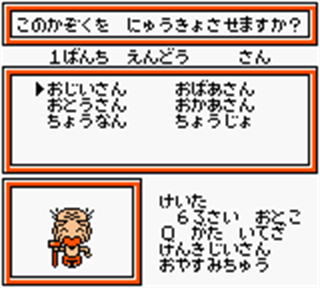 このかぞくを　にゅうきょさせますか？
１ばんち　えんどう　　　さん
▶おじいさん　　おばあさん
おとうさん　　おかあさん
ちょうなん　　ちょうじょ
けいた
６３さい　おとこ
O　がた　いてざ
げんきじいさん
おやすみちゅう